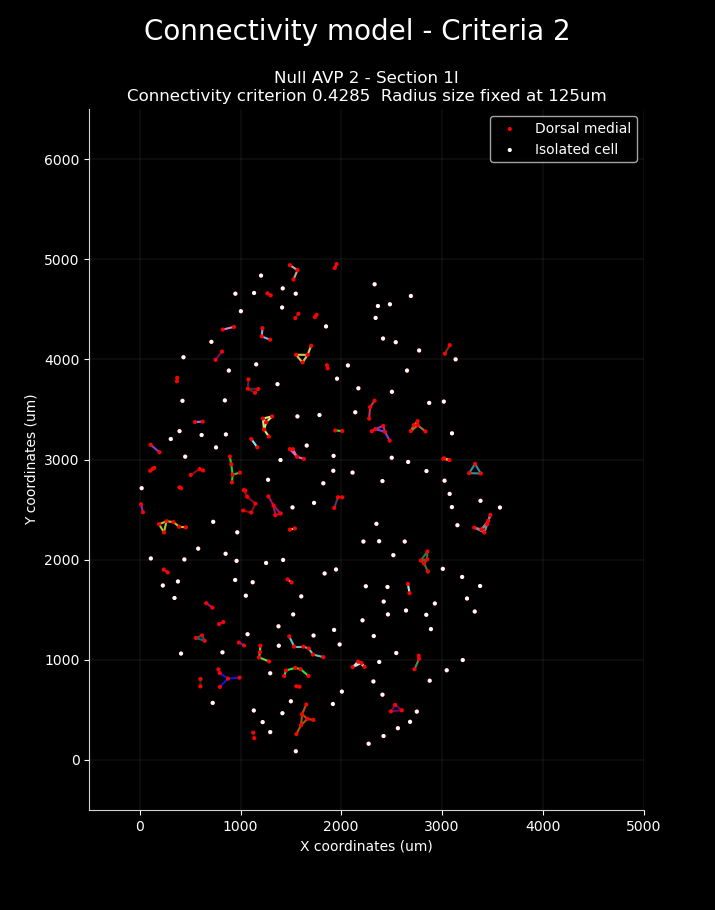 Connectivity model - Criteria 2
Null AVP 2 - Section 1l
Connectivity criterion 0.4285  Radius size fixed at 125um
Dorsal medial
Isolated cell
6000
5000
4000
3000
2000
1000
0
Y coordinates (um)
0 1000 2000 3000 4000 5000
X coordinates (um)